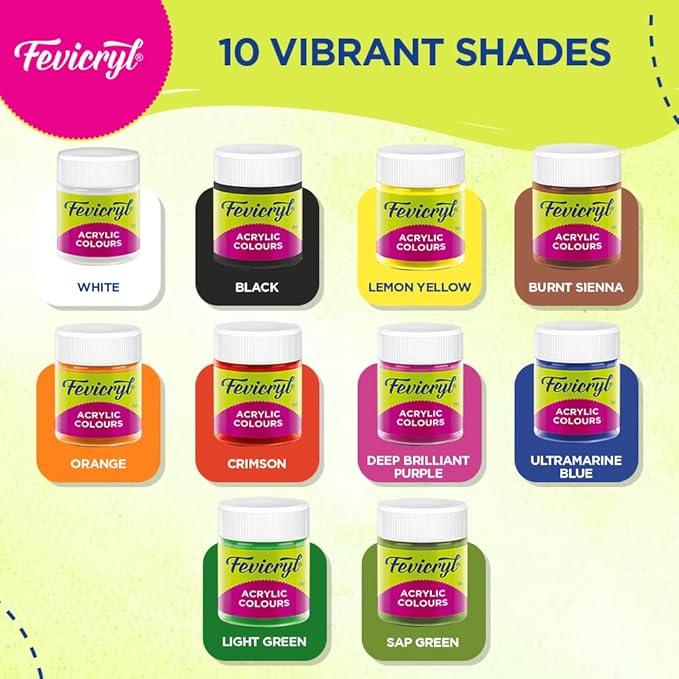 Fevicryl®
10 VIBRANT SHADES
Fevicryl®
ACRYLIC
COLOURS
WHITE
Fevicryl®
ACRYLIC
COLOURS
BLACK
Fevicryl®
ACRYLIC
COLOURS
LEMON YELLOW
Fevicryl®
ACRYLIC
COLOURS
BURNT SIENNA
Fevicryl®
ACRYLIC
COLOURS
ORANGE
Fevicryl®
ACRYLIC
COLOURS
CRIMSON
Fevicryl®
ACRYLIC
COLOURS
DEEP BRILLIANT
PURPLE
Fevicryl®
ACRYLIC
COLOURS
ULTRAMARINE
BLUE
Fevicryl®
ACRYLIC
COLOURS
LIGHT GREEN
Fevicryl®
ACRYLIC
COLOURS
SAP GREEN